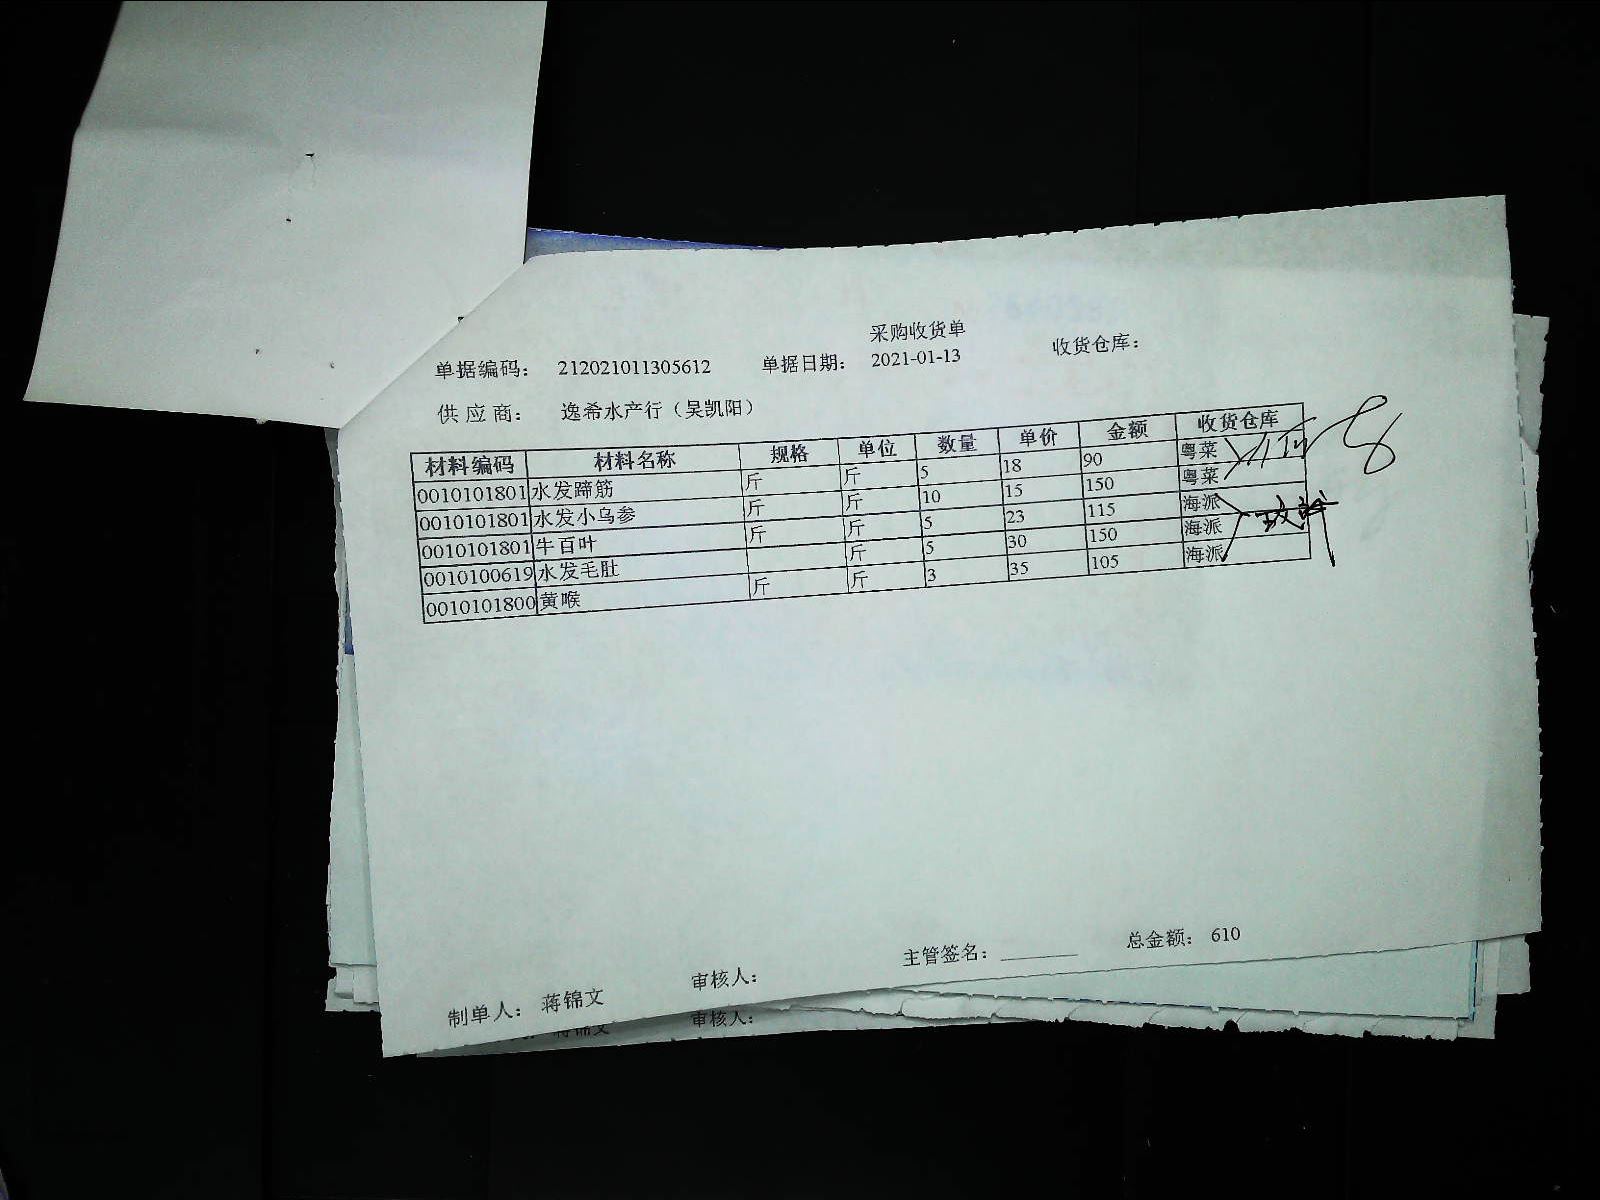 采购收货单
单据编码： 212021011305612 单据日期： 2021-01-13 收货仓库：
供应商： 逸希水产行（吴凯阳）
材料编码 材料名称 规格 单位 数量 单价 金额 收货仓库
0010101801 水发蹄筋 斤 斤 5 18 90 粤菜
0010101801 水发小乌参 斤 斤 10 15 150 粤菜
0010101801 牛百叶 斤 斤 5 23 115 海派
0010100619 水发毛肚 斤 5 30 150 海派
0010101800 黄喉 斤 斤 3 35 105 海派
主管签名： 总金额： 610
制单人： 蒋锦文 审核人：
蒋锦文 审核人：